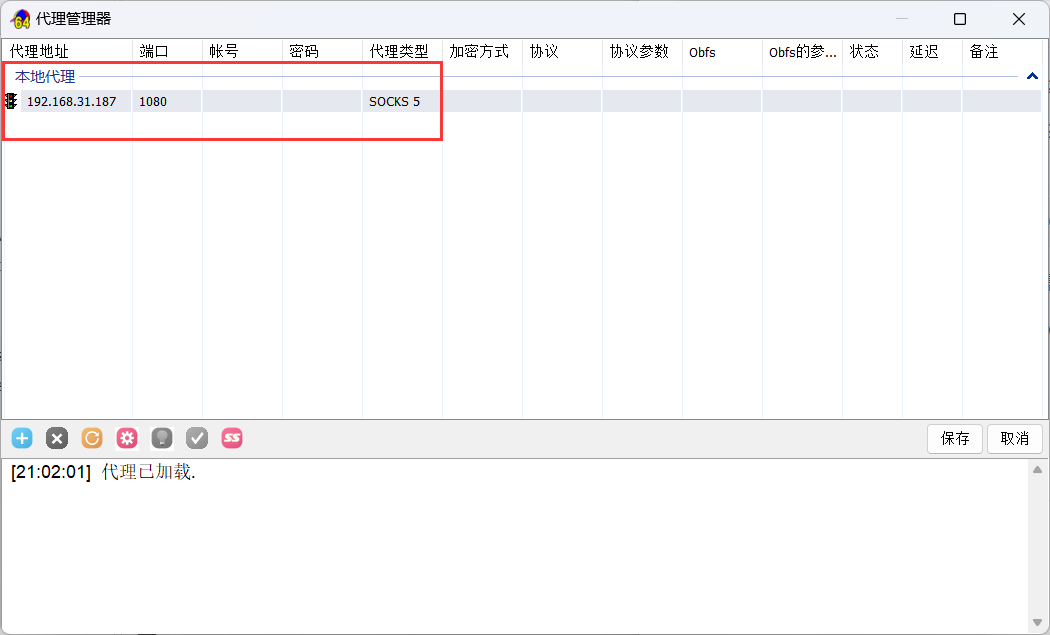 代理管理器
代理地址 端口 帐号 密码 代理类型 加密方式 协议 协议参数 Obfs Obfs的参... 状态 延迟 备注
本地代理
192.168.31.187 1080 SOCKS 5
SS 保存 取消
[21:02:01] 代理已加载.